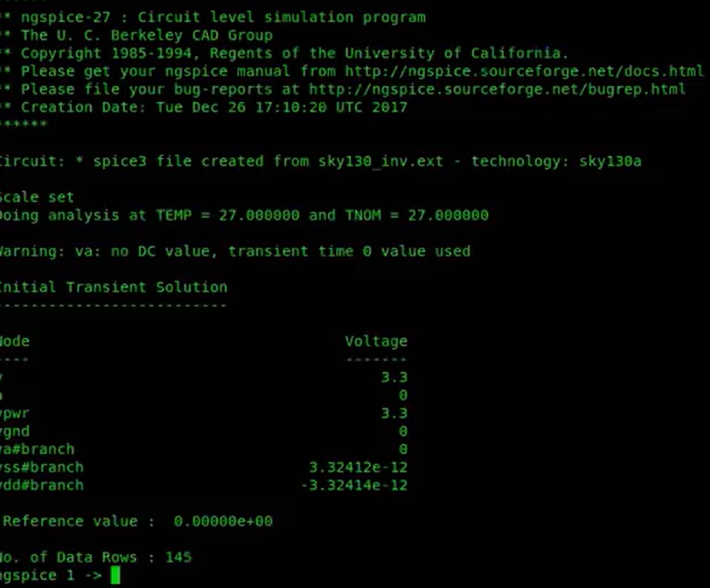 ** ngspice-27 : Circuit level simulation program
** The U. C. Berkeley CAD Group
** Copyright 1985-1994, Regents of the University of California.
** Please get your ngspice manual from http://ngspice.sourceforge.net/docs.html
** Please file your bug-reports at http://ngspice.sourceforge.net/bugrep.html
** Creation Date: Tue Dec 26 17:10:20 UTC 2017
******
Circuit: * spice3 file created from sky130_inv.ext - technology: sky130a
Scale set
Doing analysis at TEMP = 27.000000 and TNOM = 27.000000
Warning: va: no DC value, transient time 0 value used
Initial Transient Solution
--------------------------
Node Voltage
---- -------
y 3.3
a 0
vpwr 3.3
vgnd 0
va#branch 0
vss#branch 3.32412e-12
vdd#branch -3.32414e-12
Reference value : 0.00000e+00
No. of Data Rows : 145
ngspice 1 ->